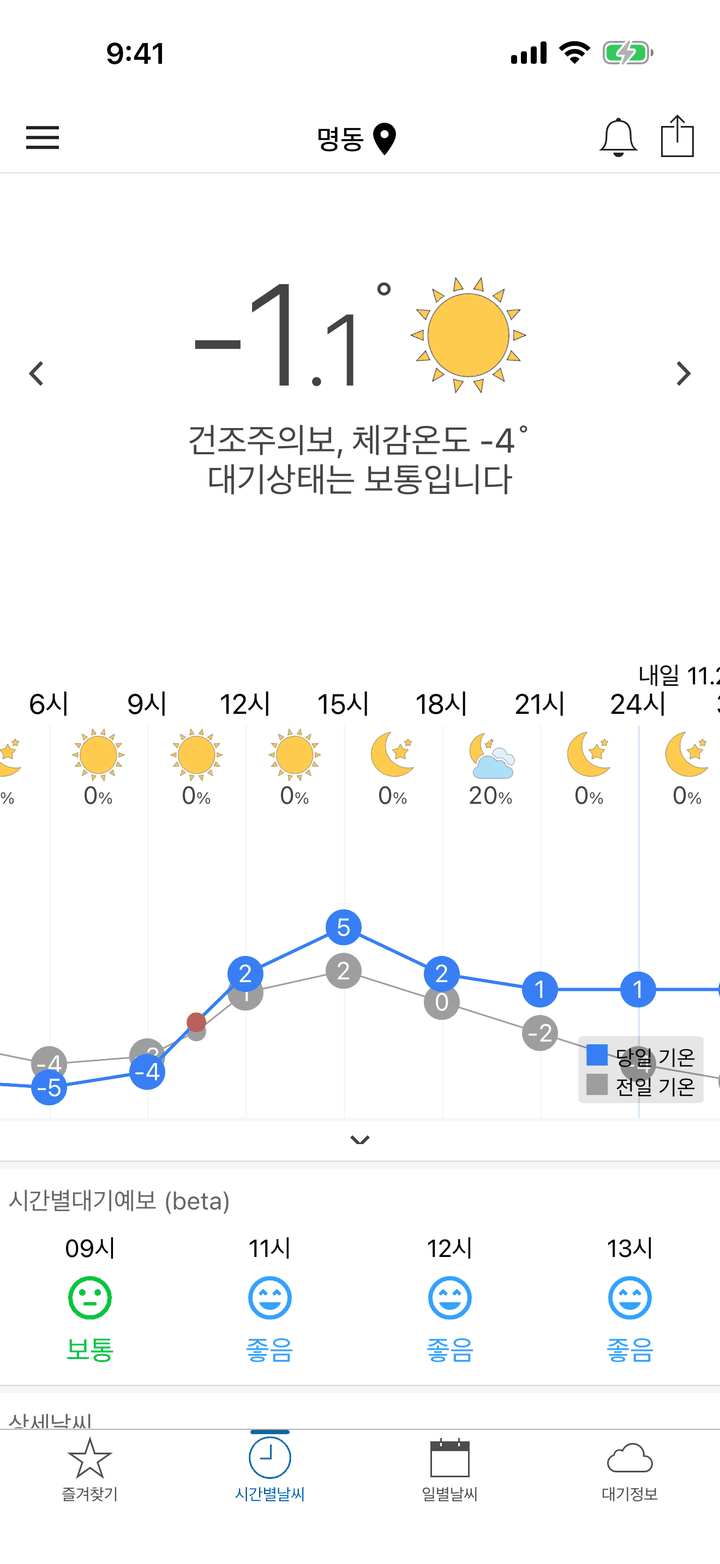 9:41
명동
-1.1°
건조주의보, 체감온도 -4°
대기상태는 보통입니다
내일 11.2
6시 9시 12시 15시 18시 21시 24시
% 0% 0% 0% 0% 20% 0% 0%
5
2 2
2
1 1
1 0
-2
-4 -3 -4
-5 -4
당일 기온
전일 기온
시간별대기예보 (beta)
09시 11시 12시 13시
보통 좋음 좋음 좋음
상세날씨
즐겨찾기 시간별날씨 일별날씨 대기정보